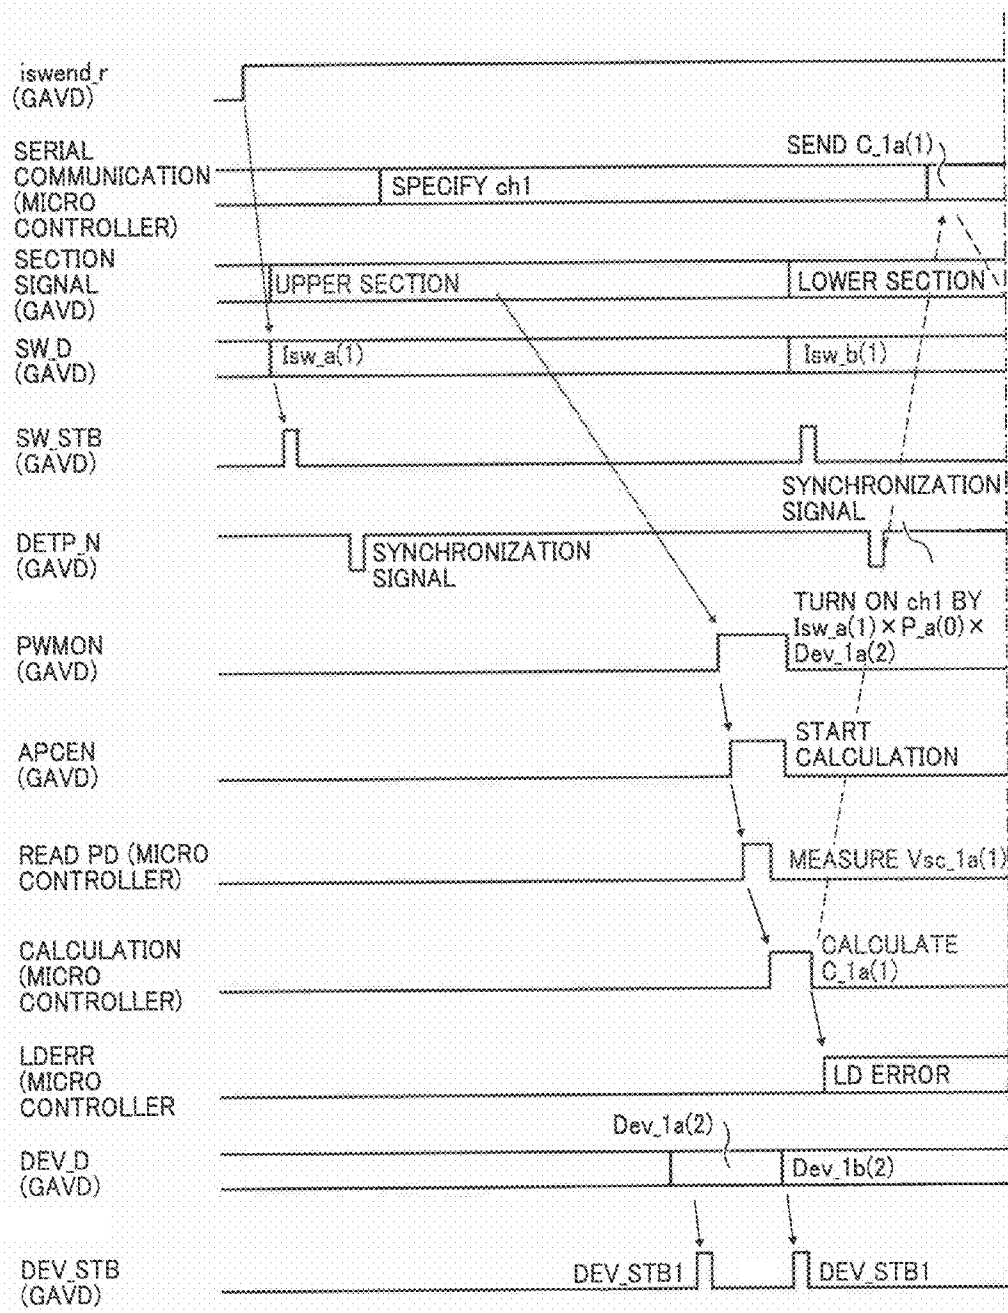 iswend_r
(GAVD)
SERIAL
COMMUNICATION
(MICRO
CONTROLLER)
SEND C_1a(1)
SPECIFY ch1
SECTION
SIGNAL
(GAVD)
UPPER SECTION
LOWER SECTION
SW_D
(GAVD)
Isw_a(1)
Isw_b(1)
SW_STB
(GAVD)
SYNCHRONIZATION
SIGNAL
DETP_N
(GAVD)
SYNCHRONIZATION
SIGNAL
TURN ON ch1 BY
Isw_a(1)×P_a(0)×
Dev_1a(2)
PWMON
(GAVD)
START
CALCULATION
APCEN
(GAVD)
READ PD (MICRO
CONTROLLER)
MEASURE Vsc_1a(1)
CALCULATION
(MICRO
CONTROLLER)
CALCULATE
C_1a(1)
LDERR
(MICRO
CONTROLLER
LD ERROR
Dev_1a(2)
DEV_D
(GAVD)
Dev_1b(2)
DEV_STB
(GAVD)
DEV_STB1
DEV_STB1